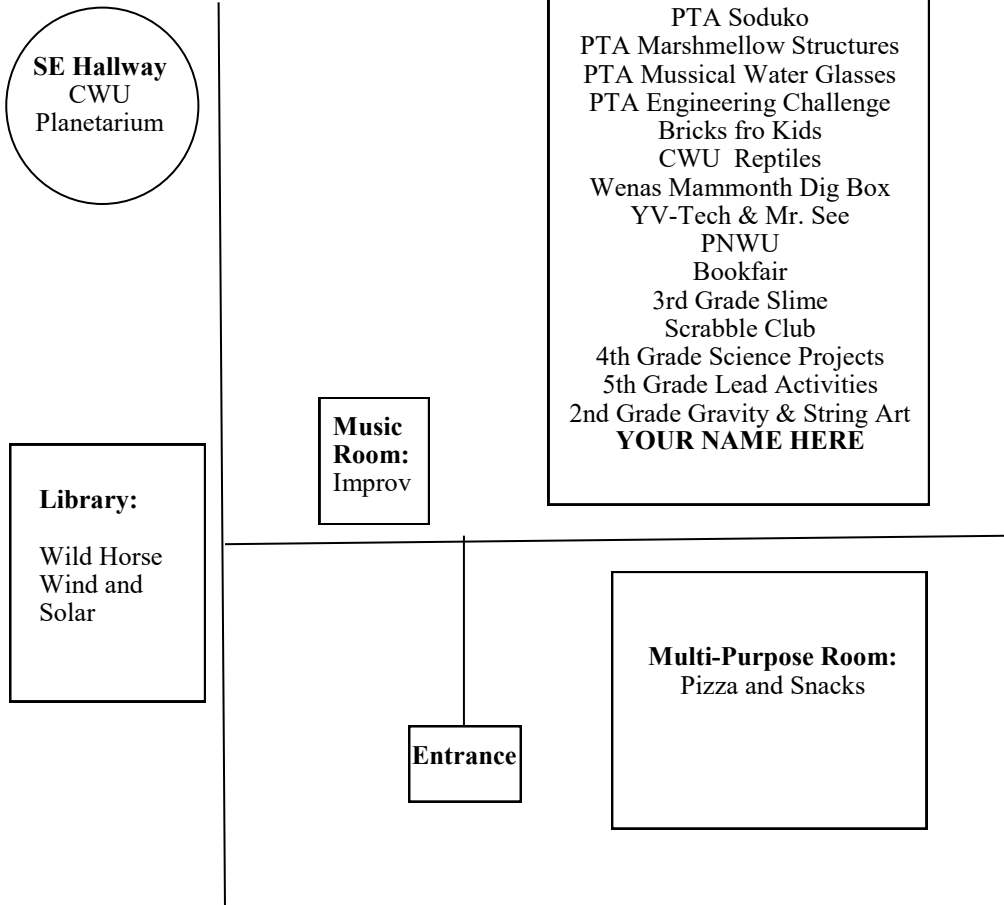 SE Hallway
CWU
Planetarium
PTA Soduko
PTA Marshmellow Structures
PTA Mussical Water Glasses
PTA Engineering Challenge
Bricks fro Kids
CWU  Reptiles
Wenas Mammonth Dig Box
YV-Tech & Mr. See
PNWU
Bookfair
3rd Grade Slime
Scrabble Club
4th Grade Science Projects
5th Grade Lead Activities
2nd Grade Gravity & String Art
YOUR NAME HERE
Music
Room:
Improv
Library:
Wild Horse
Wind and
Solar
Multi-Purpose Room:
Pizza and Snacks
Entrance